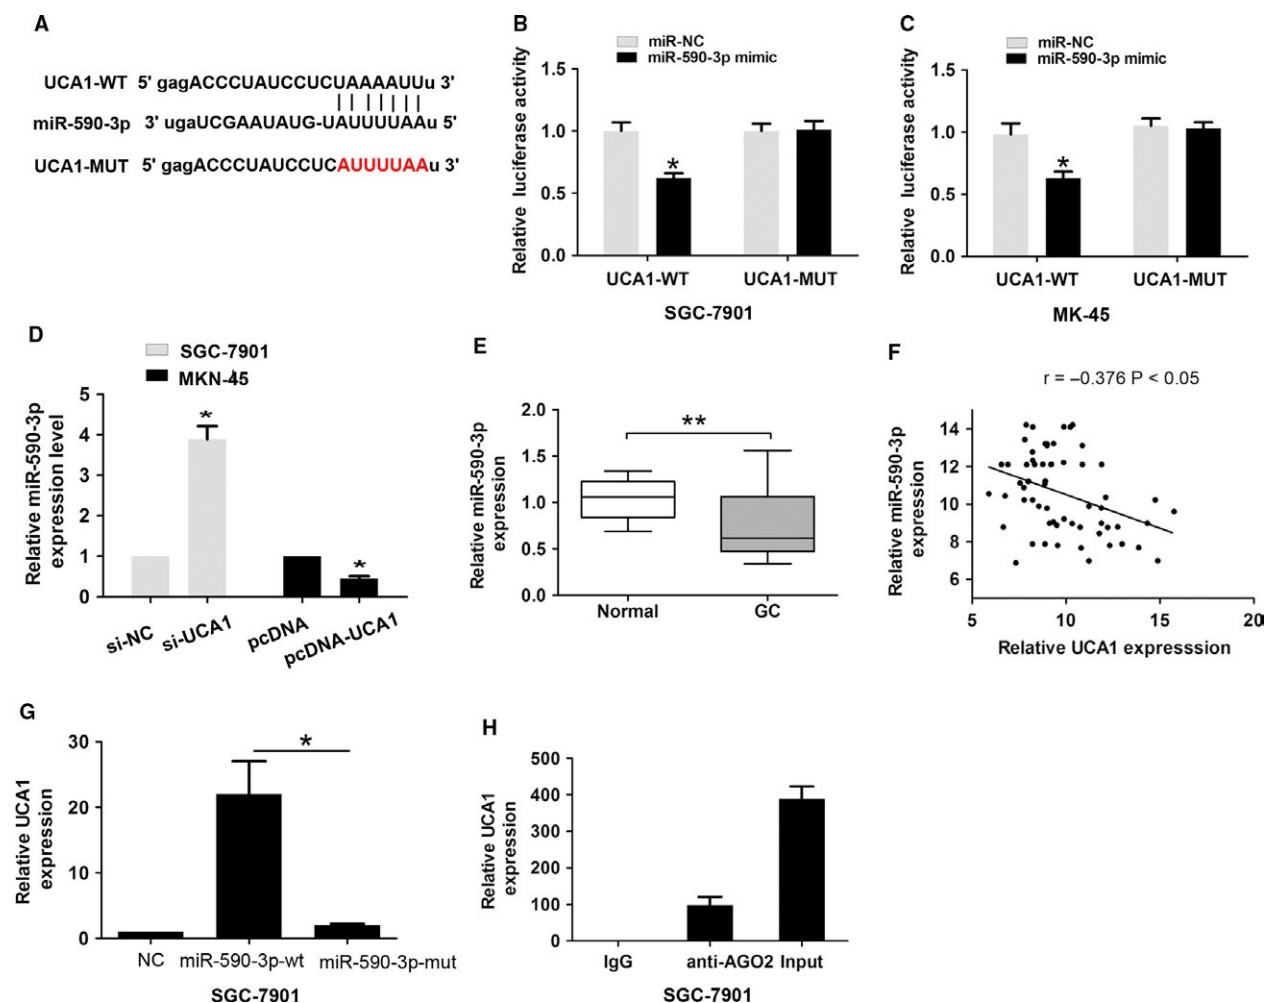 A
UCA1-WT 5' gagACCCUAUCCUCUAAAAUUu 3'
miR-590-3p 3' ugaUCGAAUAUG-UAUUUUAAu 5'
UCA1-MUT 5' gagACCCUAUCCUCAUUUUAAu 3'
B
miR-NC
miR-590-3p mimic
Relative luciferase activity
1.5
1.0
0.5
0.0
*
UCA1-WT UCA1-MUT
SGC-7901
C
miR-NC
miR-590-3p mimic
Relative luciferase activity
1.5
1.0
0.5
0.0
*
UCA1-WT UCA1-MUT
MK-45
D
SGC-7901
MKN-45
Relative miR-590-3p
expression level
5
4
3
2
1
0
*
*
si-NC si-UCA1 pcDNA pcDNA-UCA1
E
Relative miR-590-3p
expression
2.0
1.5
1.0
0.5
0.0
**
Normal GC
F
r = –0.376 P < 0.05
Relative miR-590-3p
expression
14
12
10
8
6
5 10 15 20
Relative UCA1 expresssion
G
Relative UCA1
expression
30
20
10
0
*
NC miR-590-3p-wt miR-590-3p-mut
SGC-7901
H
Relative UCA1
expression
500
400
300
200
100
0
IgG anti-AGO2 Input
SGC-7901